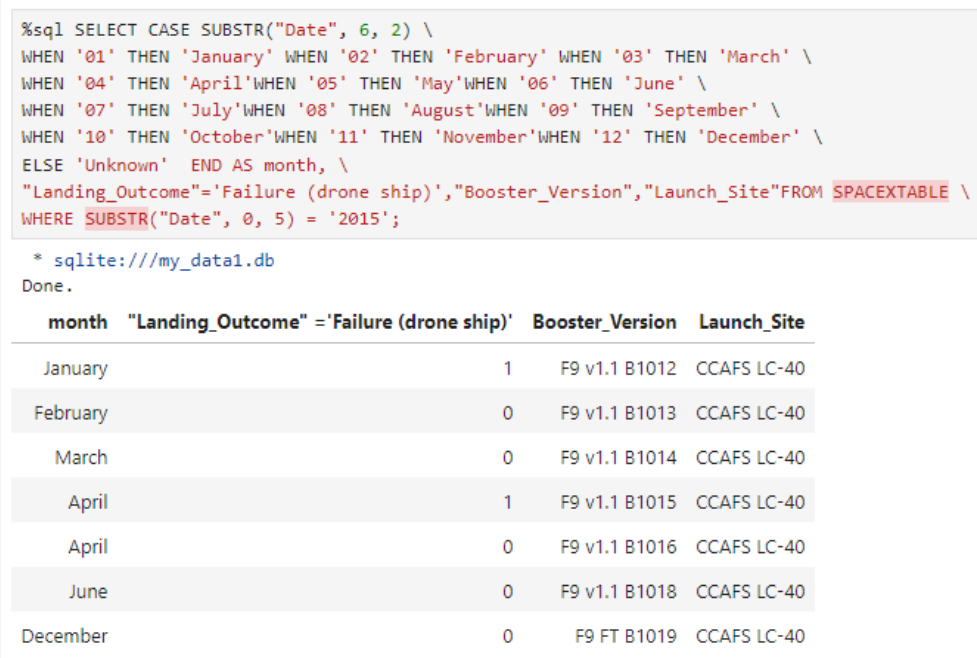 %sql SELECT CASE SUBSTR("Date", 6, 2) \
WHEN '01' THEN 'January' WHEN '02' THEN 'February' WHEN '03' THEN 'March' \
WHEN '04' THEN 'April'WHEN '05' THEN 'May'WHEN '06' THEN 'June' \
WHEN '07' THEN 'July'WHEN '08' THEN 'August'WHEN '09' THEN 'September' \
WHEN '10' THEN 'October'WHEN '11' THEN 'November'WHEN '12' THEN 'December' \
ELSE 'Unknown'  END AS month, \
"Landing_Outcome"='Failure (drone ship)',"Booster_Version","Launch_Site"FROM SPACEXTABLE \
WHERE SUBSTR("Date", 0, 5) = '2015';
* sqlite:///my_data1.db
Done.
month "Landing_Outcome" ='Failure (drone ship)' Booster_Version Launch_Site
January 1 F9 v1.1 B1012 CCAFS LC-40
February 0 F9 v1.1 B1013 CCAFS LC-40
March 0 F9 v1.1 B1014 CCAFS LC-40
April 1 F9 v1.1 B1015 CCAFS LC-40
April 0 F9 v1.1 B1016 CCAFS LC-40
June 0 F9 v1.1 B1018 CCAFS LC-40
December 0 F9 FT B1019 CCAFS LC-40